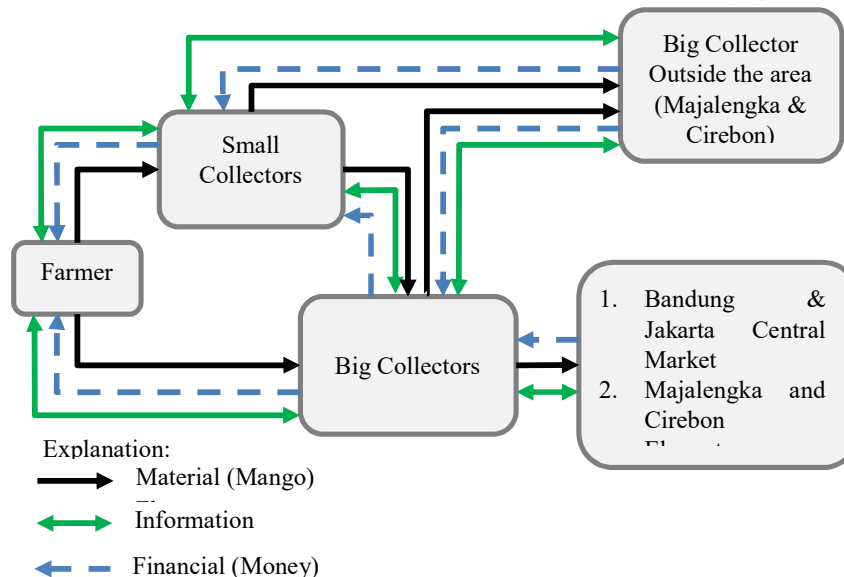 Big Collector
Outside the area
(Majalengka &
Cirebon)
Small
Collectors
Farmer
Big Collectors
1. Bandung &
Jakarta Central
Market
2. Majalengka and
Cirebon
Explanation:
Material (Mango)
Information
Financial (Money)